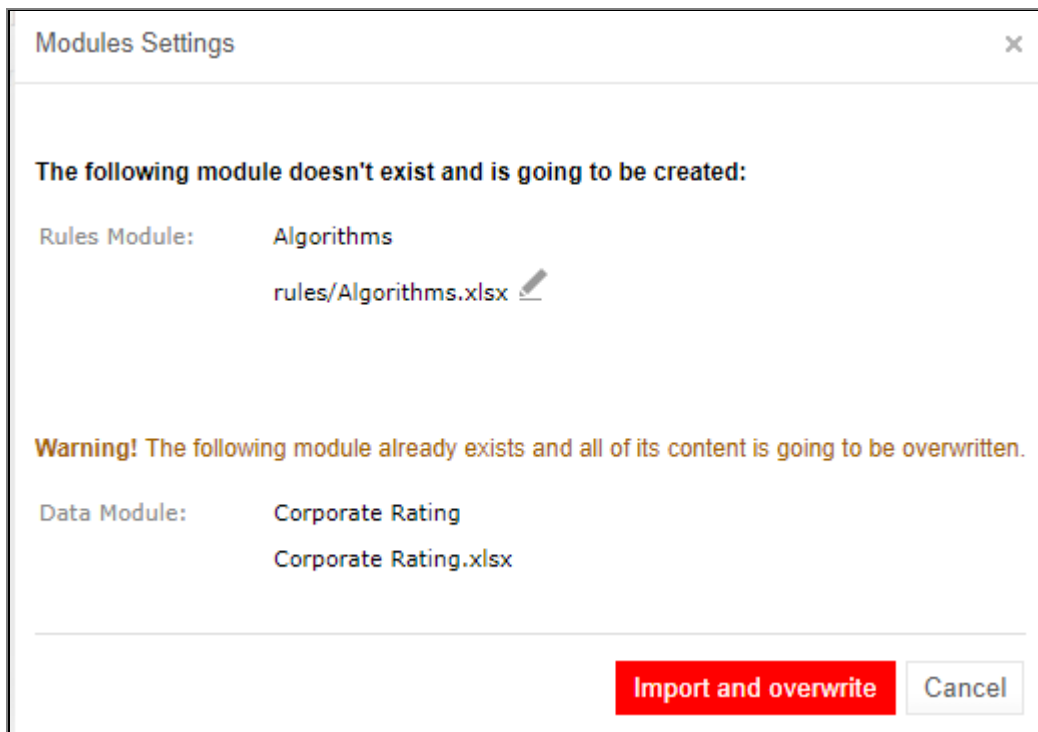 Modules Settings
The following module doesn't exist and is going to be created:
Rules Module: Algorithms
rules/Algorithms.xlsx
Warning! The following module already exists and all of its content is going to be overwritten.
Data Module: Corporate Rating
Corporate Rating.xlsx
Import and overwrite Cancel